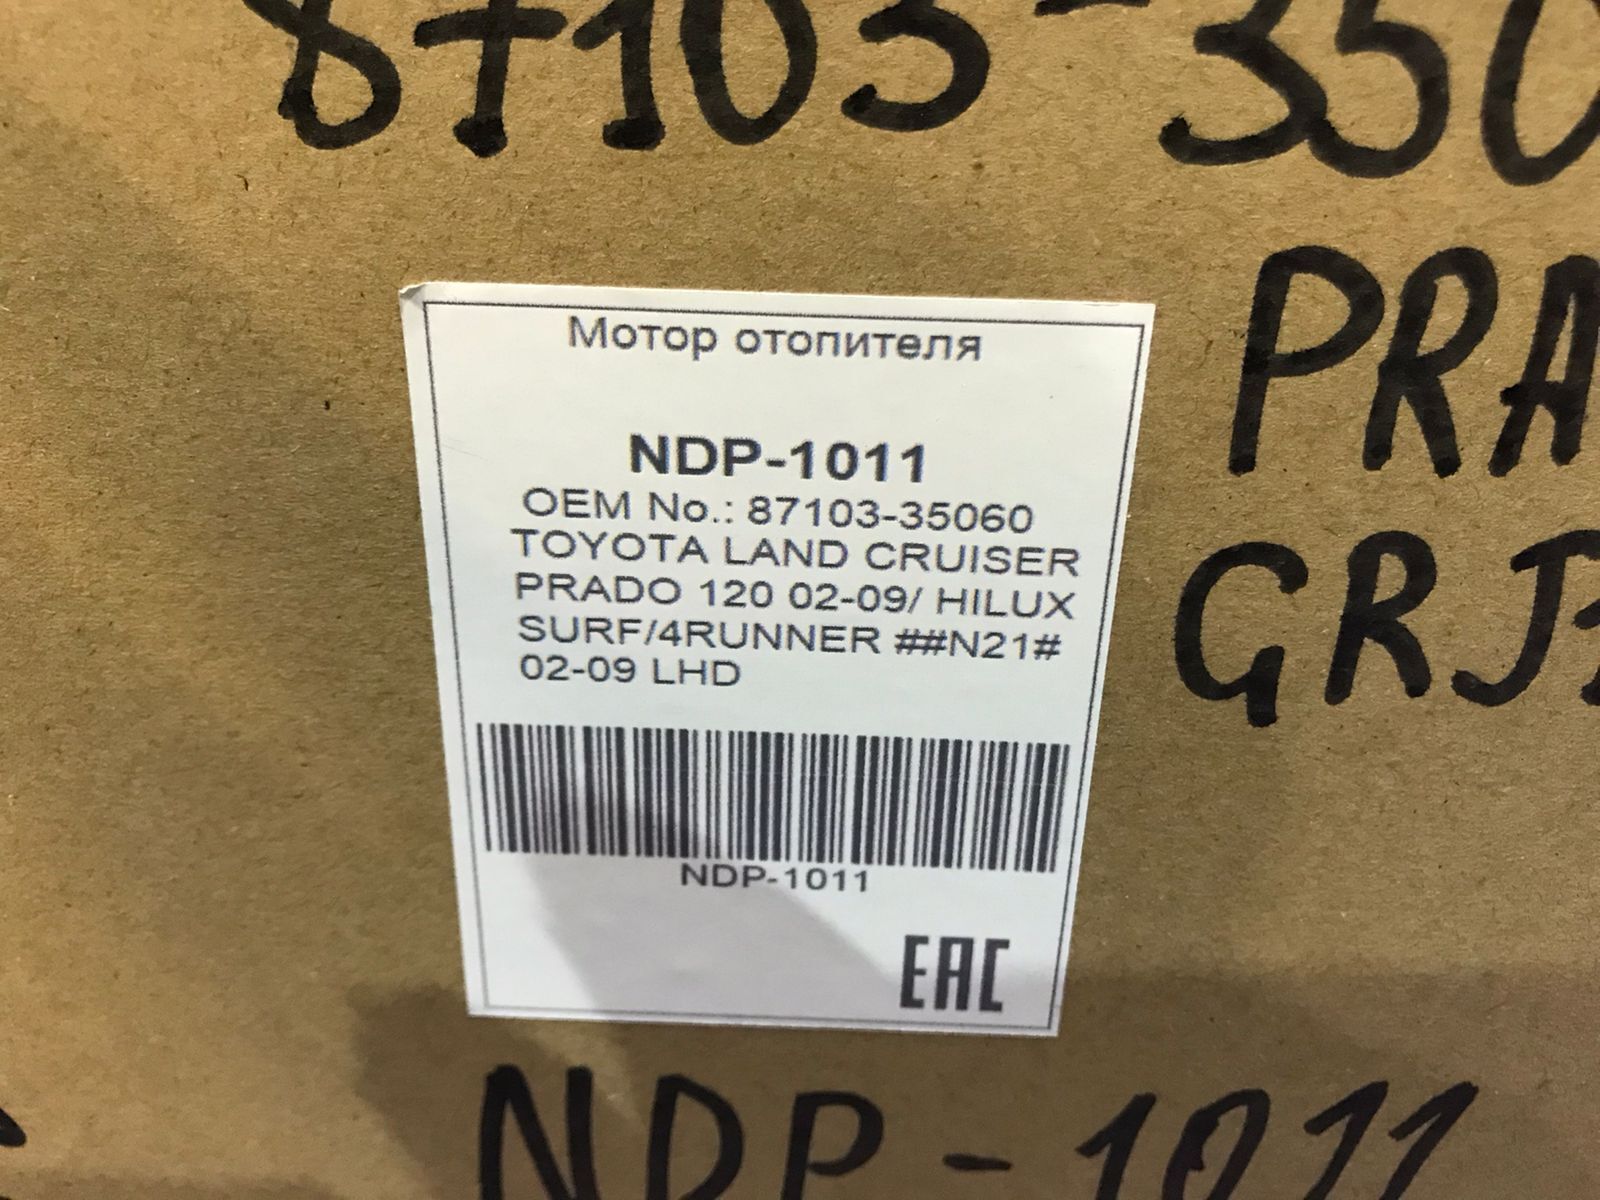 87103-350
PRA
GRJ
Мотор отопителя
NDP-1011
OEM No.: 87103-35060
TOYOTA LAND CRUISER
PRADO 120 02-09/ HILUX
SURF/4RUNNER ##N21#
02-09 LHD
NDP-1011
EAC
NDP-1011